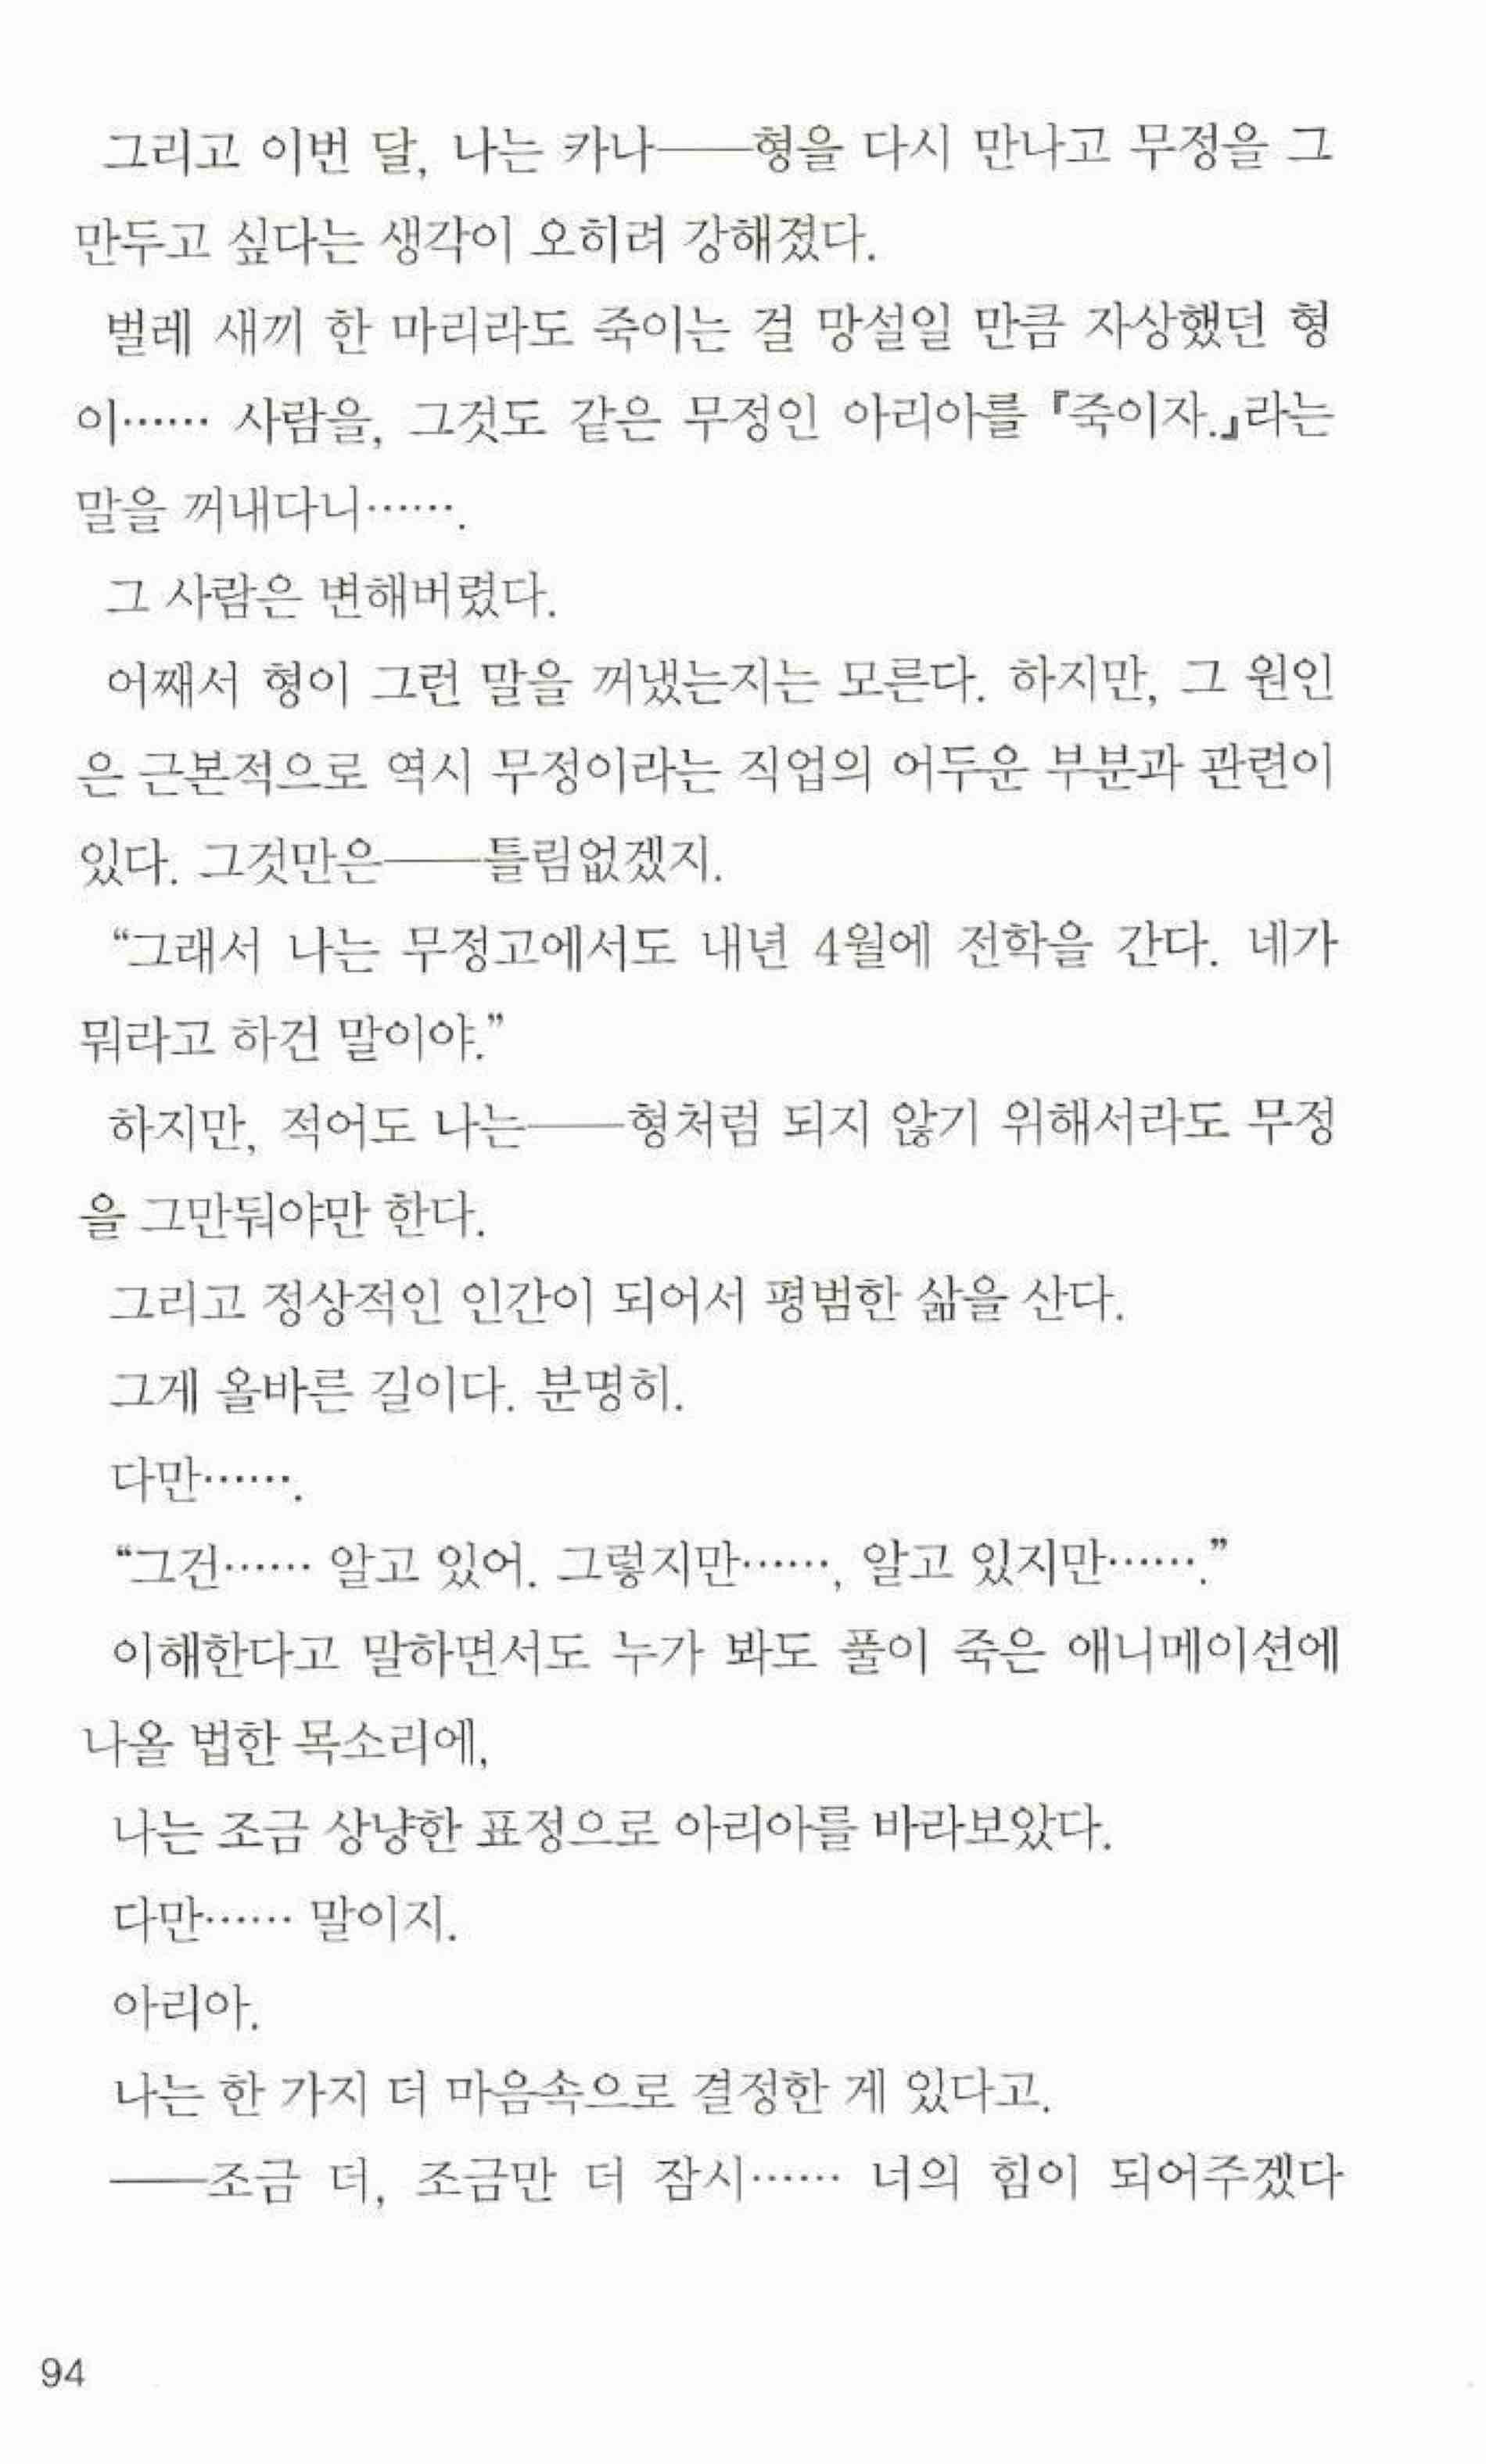 그리고 이번 달, 나는 카나――형을 다시 만나고 무정을 그
만두고 싶다는 생각이 오히려 강해졌다.
벌레 새끼 한 마리라도 죽이는 걸 망설일 만큼 자상했던 형
이…… 사람을, 그것도 같은 무정인 아리아를 『죽이자.』라는
말을 꺼내다니…….
그 사람은 변해버렸다.
어째서 형이 그런 말을 꺼냈는지는 모른다. 하지만, 그 원인
은 근본적으로 역시 무정이라는 직업의 어두운 부분과 관련이
있다. 그것만은――틀림없겠지.
“그래서 나는 무정고에서도 내년 4월에 전학을 간다. 네가
뭐라고 하건 말이야.”
하지만, 적어도 나는――형처럼 되지 않기 위해서라도 무정
을 그만둬야만 한다.
그리고 정상적인 인간이 되어서 평범한 삶을 산다.
그게 올바른 길이다. 분명히.
다만…….
“그건…… 알고 있어. 그렇지만……, 알고 있지만…….”
이해한다고 말하면서도 누가 봐도 풀이 죽은 애니메이션에
나올 법한 목소리에,
나는 조금 상냥한 표정으로 아리아를 바라보았다.
다만…… 말이지.
아리아.
나는 한 가지 더 마음속으로 결정한 게 있다고.
――조금 더, 조금만 더 잠시…… 너의 힘이 되어주겠다
94